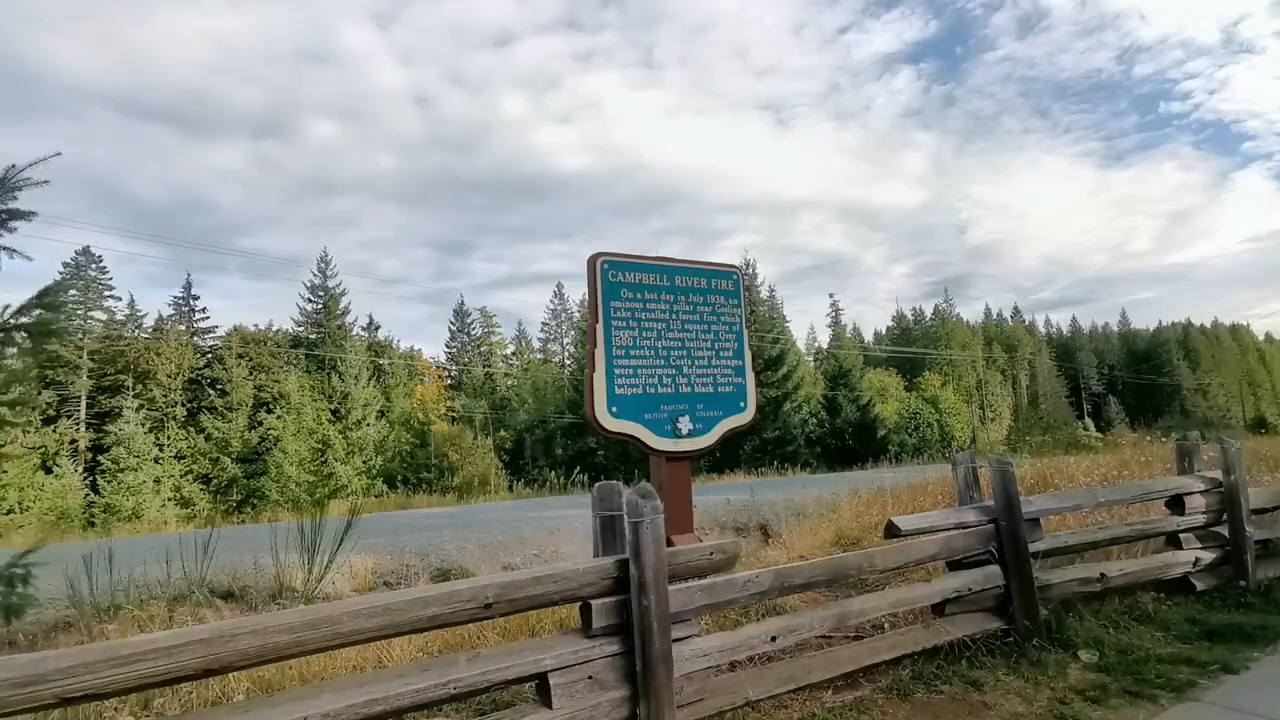 CAMPBELL RIVER FIRE
On a hot day in July 1938, an
ominous smoke pillar near Gosling
Lake signalled a forest fire which
was to ravage 115 square miles of
logged and timbered land. Over
1500 firefighters battled grimly
for weeks to save timber and
communities. Costs and damages
were enormous. Reforestation,
intensified by the Forest Service,
helped to heal the black scar.
PROVINCE OF
BRITISH COLUMBIA
19 66